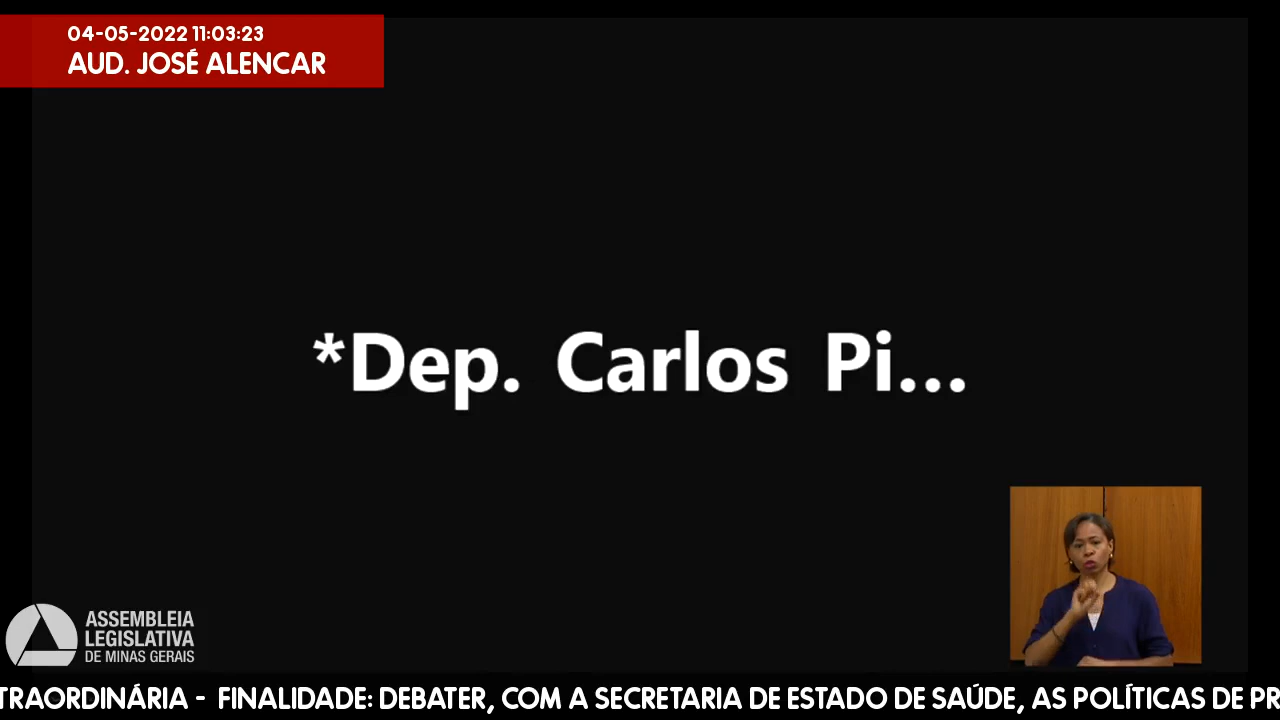 04-05-2022 11:03:23
AUD. JOSÉ ALENCAR
*Dep. Carlos Pi...
ASSEMBLEIA
LEGISLATIVA
DE MINAS GERAIS
TRAORDINÁRIA - FINALIDADE: DEBATER, COM A SECRETARIA DE ESTADO DE SAÚDE, AS POLÍTICAS DE PR